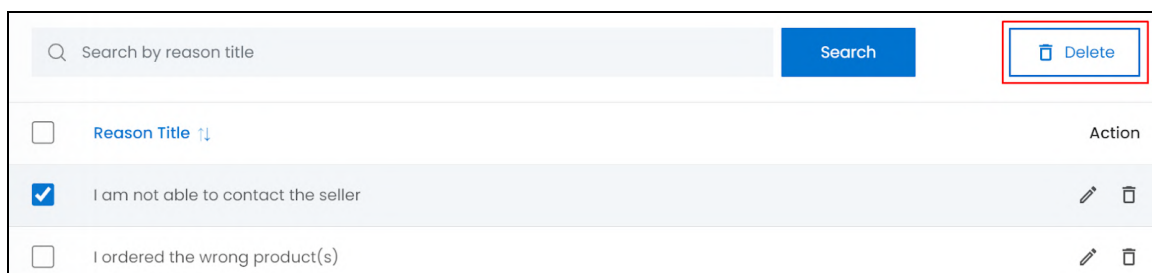 Search by reason title Search Delete
Reason Title Action
I am not able to contact the seller
I ordered the wrong product(s)